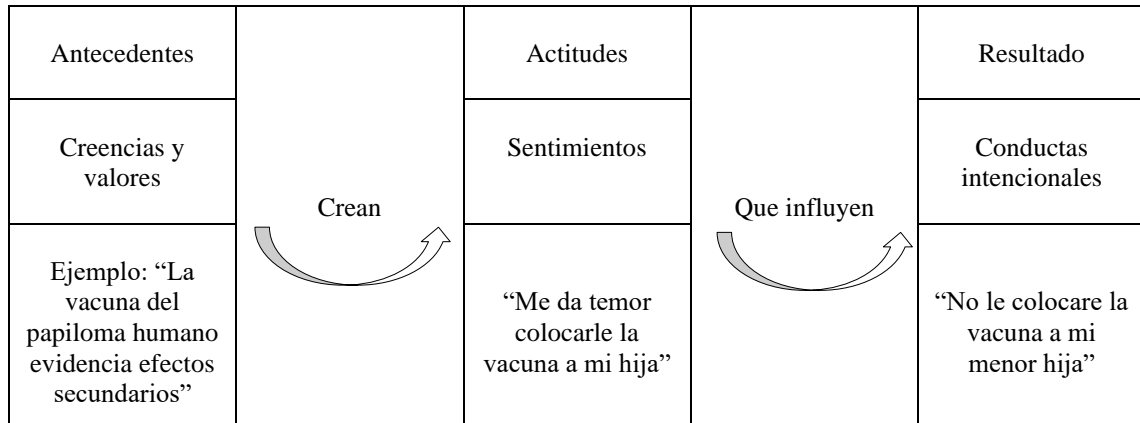 Antecedentes
Actitudes
Resultado
Creencias y
valores
Sentimientos
Conductas
intencionales
Crean
Que influyen
Ejemplo: “La
vacuna del
papiloma humano
evidencia efectos
secundarios”
“Me da temor
colocarle la
vacuna a mi hija”
“No le colocare la
vacuna a mi
menor hija”